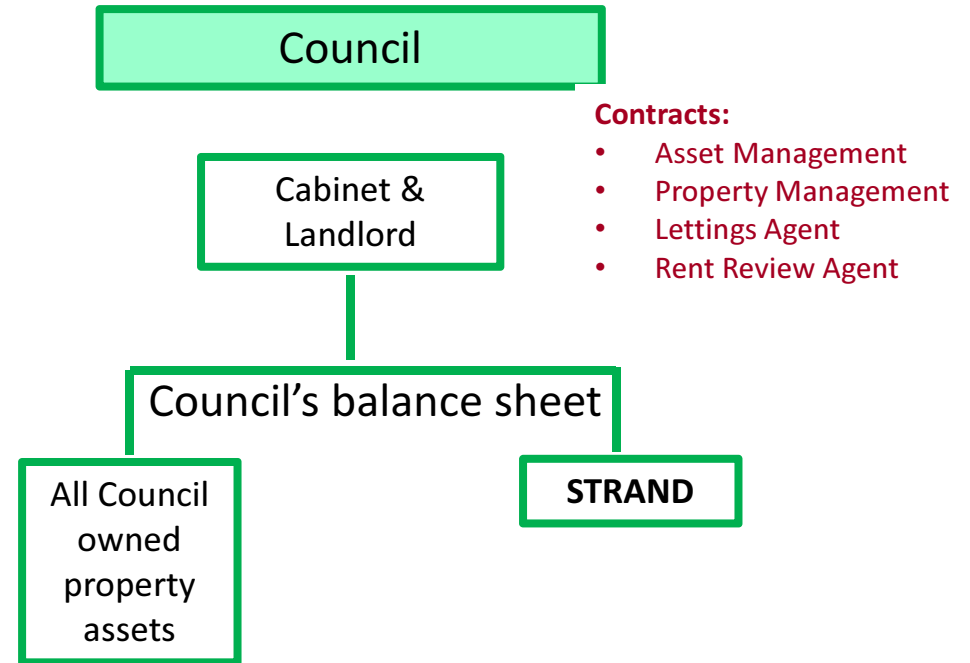 Council
Contracts:
• Asset Management
• Property Management
• Lettings Agent
• Rent Review Agent
Cabinet &
Landlord
Council’s balance sheet
All Council
owned
property
assets
STRAND